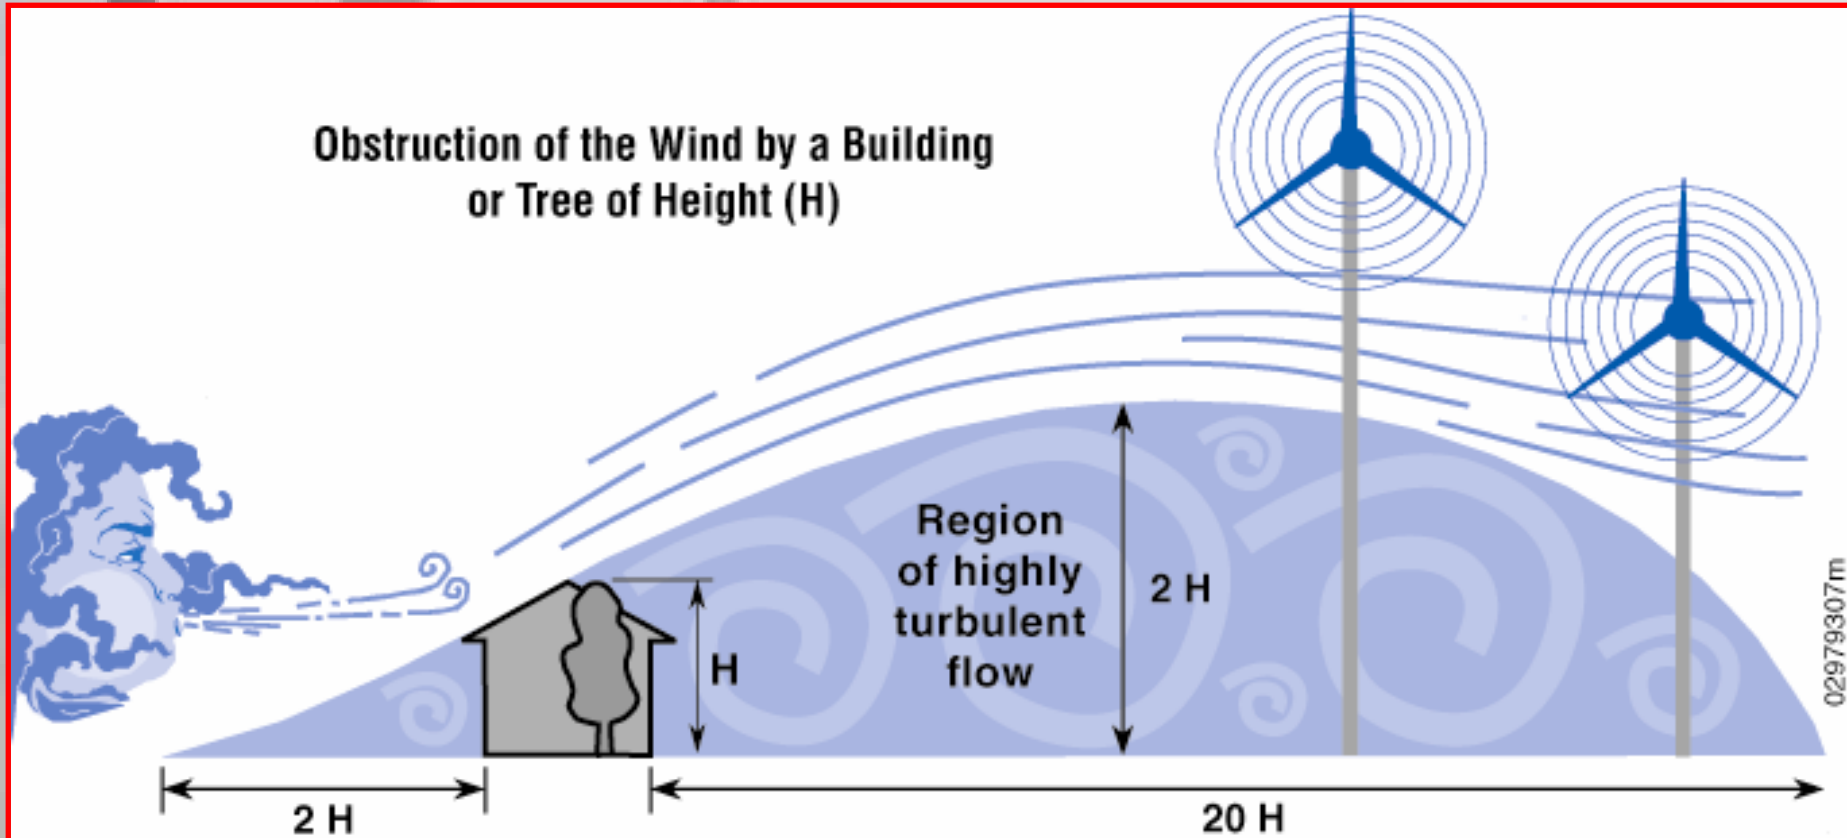 Obstruction of the Wind by a Building
or Tree of Height (H)
Region
of highly
turbulent
flow
2 H
H
2 H
20 H
02979307m